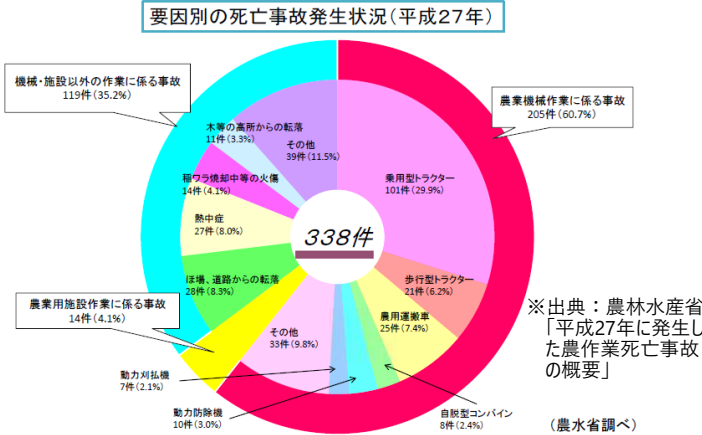 要因別の死亡事故発生状況(平成27年)
機械・施設以外の作業に係る事故
119件(35.2%)
農業機械作業に係る事故
205件(60.7%)
木等の高所からの転落
11件(3.3%)
その他
39件(11.5%)
乗用型トラクター
101件(29.9%)
稲ワラ焼却中等の火傷
14件(4.1%)
熱中症
27件(8.0%)
338件
ほ場、道路からの転落
28件(8.3%)
歩行型トラクター
21件(6.2%)
農業用施設作業に係る事故
14件(4.1%)
農用運搬車
25件(7.4%)
その他
33件(9.8%)
動力刈払機
7件(2.1%)
動力防除機
10件(3.0%)
自脱型コンバイン
8件(2.4%)
※出典：農林水産省
「平成27年に発生し
た農作業死亡事故
の概要」
(農水省調べ)